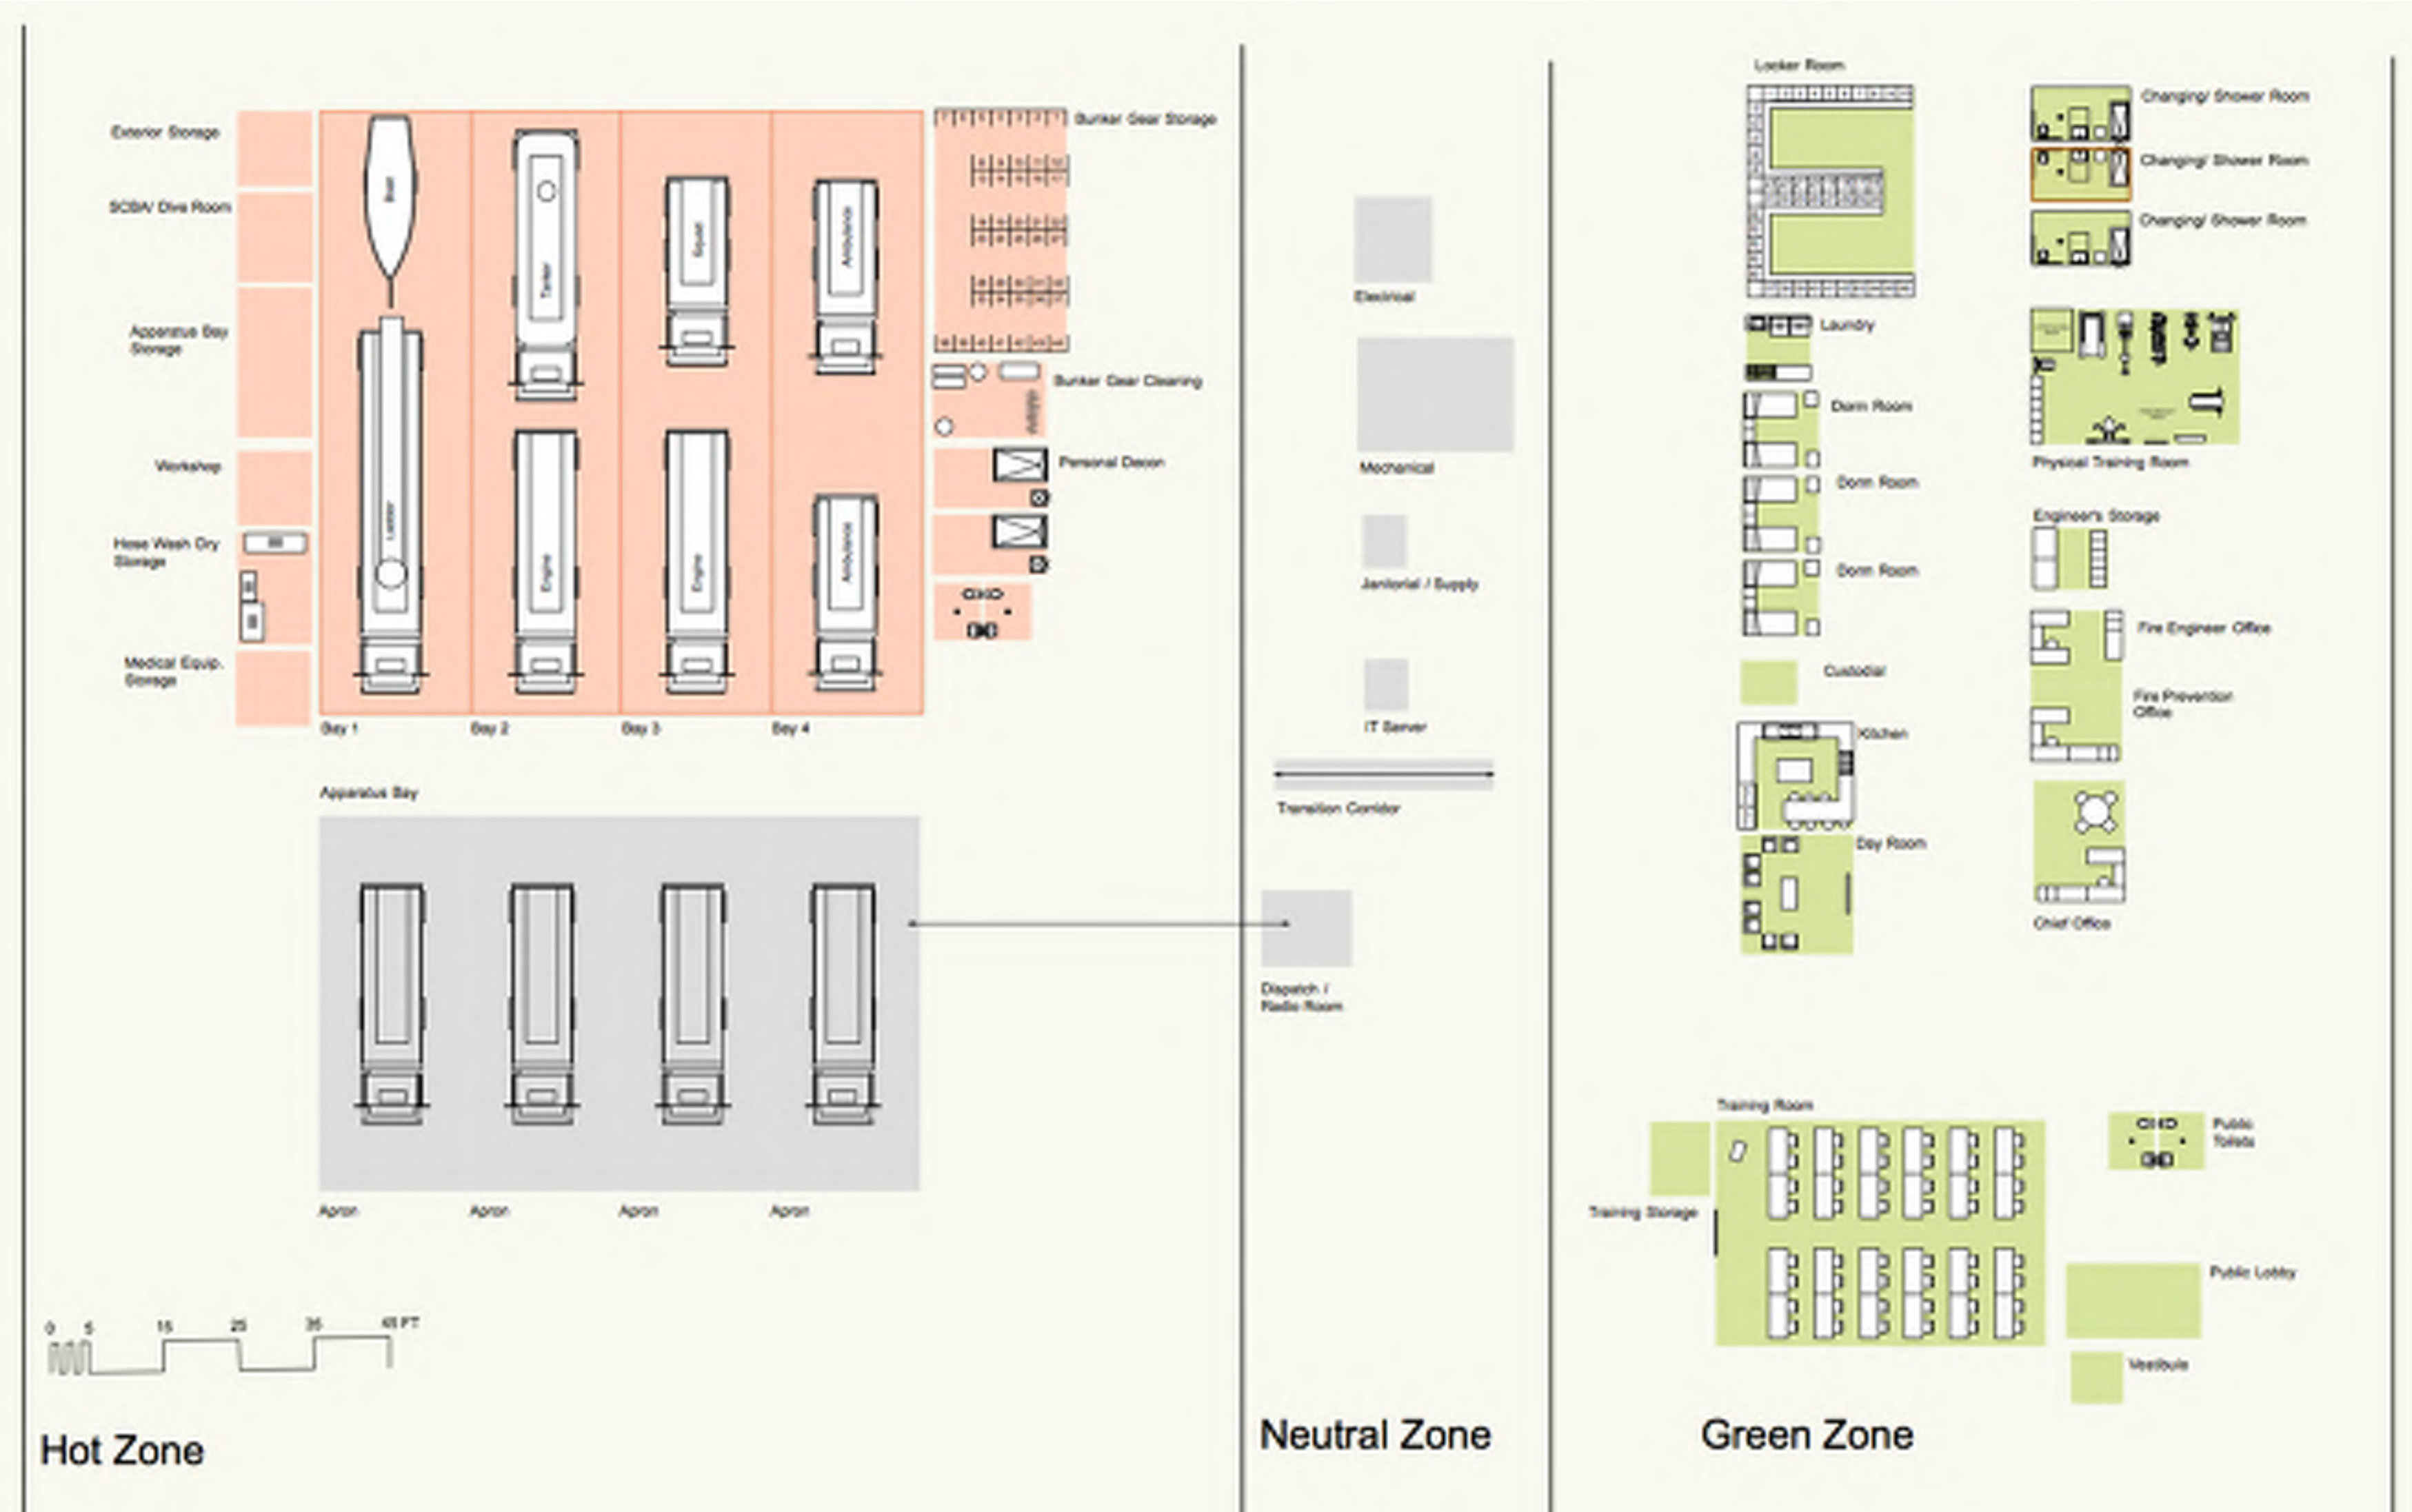 Exterior Storage
SCBA/ Dive Room
Apparatus Bay
Storage
Workshop
Hose Wash Dry
Storage
Medical Equip.
Storage
Boat
Ladder
Tanker
Engine
Squad
Engine
Ambulance
Ambulance
Bay 1
Bay 2
Bay 3
Bay 4
Bunker Gear Storage
Bunker Gear Cleaning
Personal Decon
Apparatus Bay
Apron
Apron
Apron
Apron
0 5 15 25 35 45 FT
Hot Zone
Electrical
Mechanical
Janitorial / Supply
IT Server
Transition Corridor
Dispatch /
Radio Room
Neutral Zone
Locker Room
Laundry
Dorm Room
Dorm Room
Dorm Room
Custodial
Kitchen
Day Room
Changing/ Shower Room
Changing/ Shower Room
Changing/ Shower Room
Physical Training Room
Engineer's Storage
Fire Engineer Office
Fire Prevention
Office
Chief Office
Training Room
Training Storage
Public
Toilets
Public Lobby
Vestibule
Green Zone